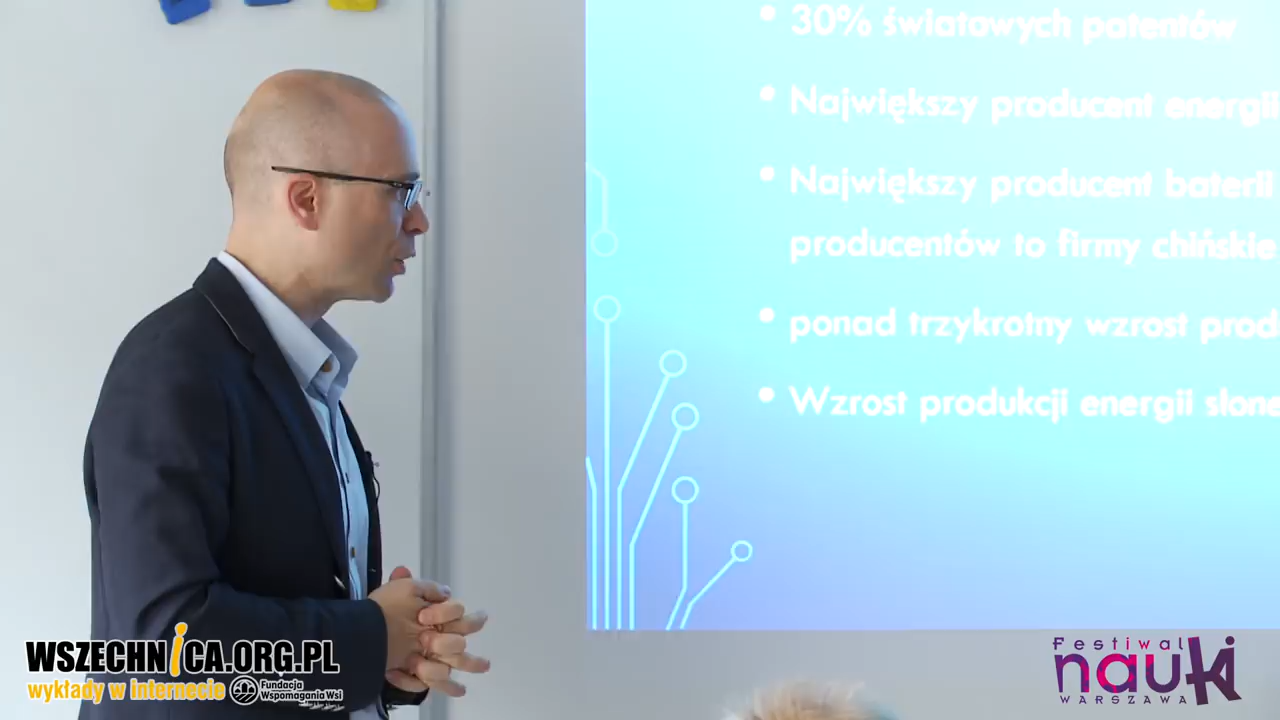 • 30% światowych patentów
• Największy producent energii
• Największy producent baterii
producentów to firmy chińskie
• ponad trzykrotny wzrost prod
• Wzrost produkcji energii słone
WSZECHNICA.ORG.PL
wykłady w internecie
Fundacja
Wspomagania Wsi
Festiwal
nauki
WARSZAWA